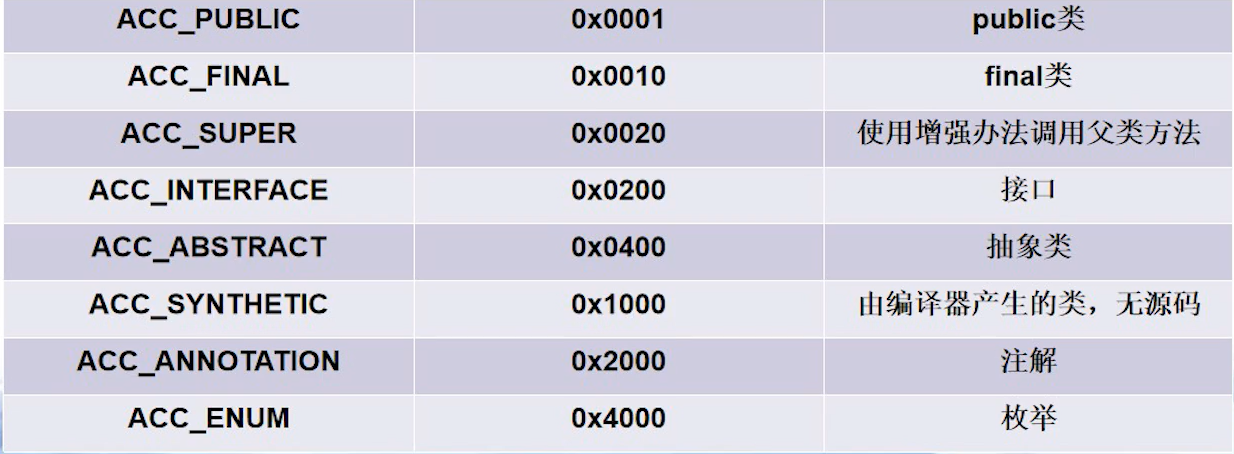 ACC_PUBLIC 0x0001 public类
ACC_FINAL 0x0010 final类
ACC_SUPER 0x0020 使用增强办法调用父类方法
ACC_INTERFACE 0x0200 接口
ACC_ABSTRACT 0x0400 抽象类
ACC_SYNTHETIC 0x1000 由编译器产生的类，无源码
ACC_ANNOTATION 0x2000 注解
ACC_ENUM 0x4000 枚举